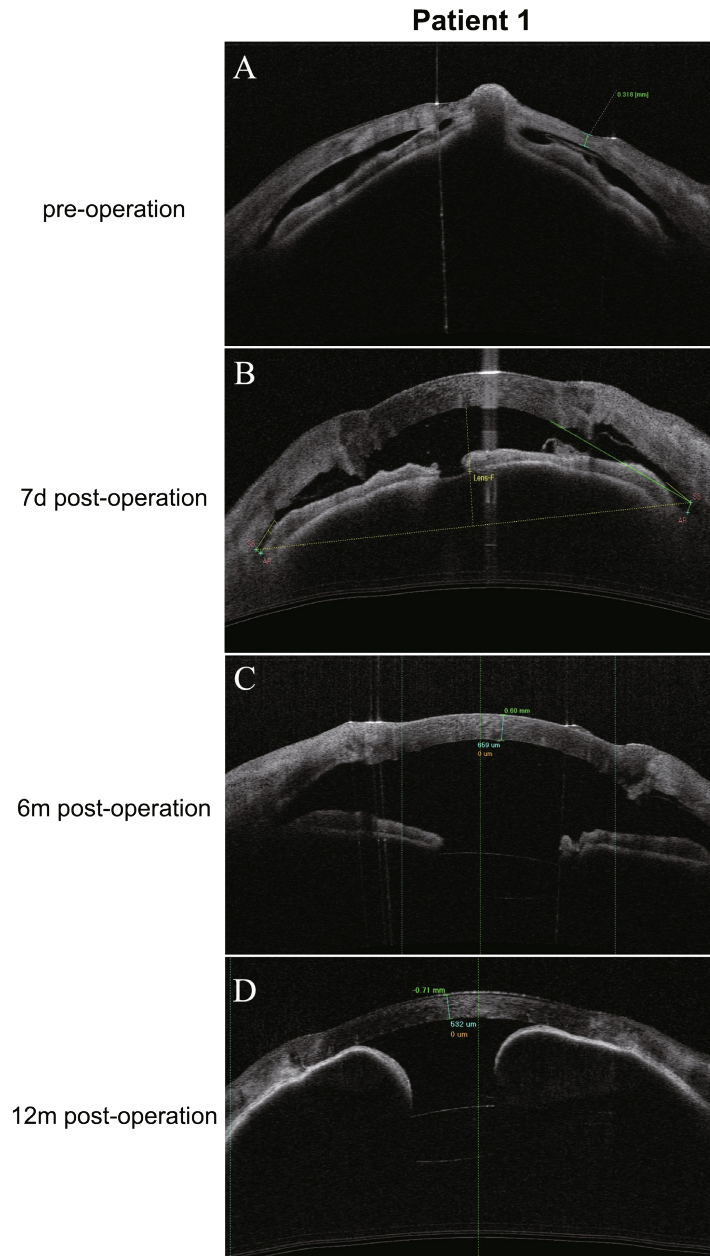 Patient 1
A
0.318 [mm]
pre-operation
B
Lens-F
AR
AR
7d post-operation
C
0.60 mm
659 um
0 um
6m post-operation
D
-0.71 mm
532 um
0 um
12m post-operation